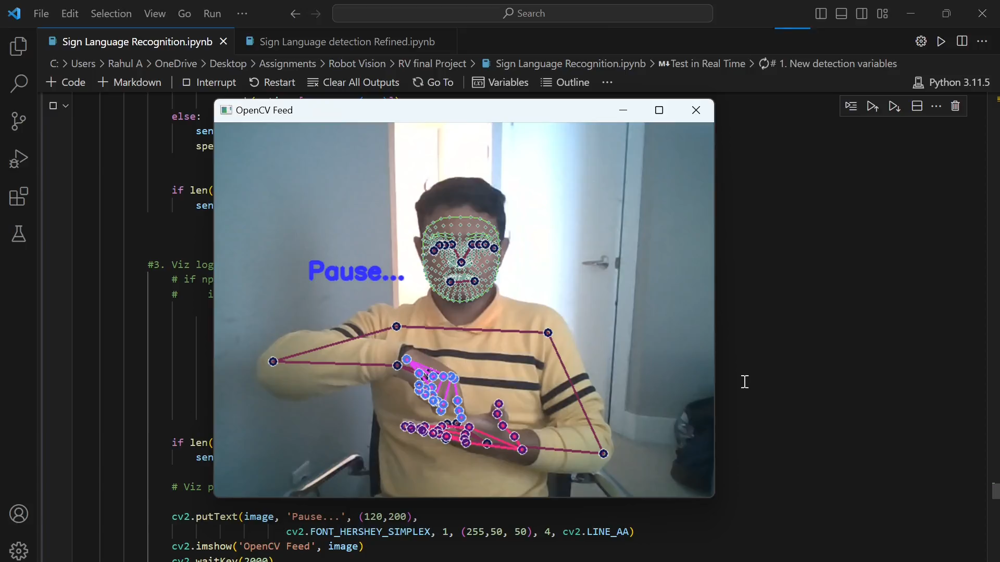 File Edit Selection View Go Run ... Search
Sign Language Recognition.ipynb Sign Language detection Refined.ipynb
C: > Users > Rahul A > OneDrive > Desktop > Assignments > Robot Vision > RV final Project > Sign Language Recognition.ipynb > M↓Test in Real Time > # 1. New detection variables
+ Code + Markdown | Interrupt Restart Clear All Outputs Go To | (x) Variables Outline ... Python 3.11.5
else:
sen
spe
OpenCV Feed
if len(
sen
Pause...
#3. Viz log
# if np
# i
if len(
sen
# Viz p
cv2.putText(image, 'Pause...', (120,200),
cv2.FONT_HERSHEY_SIMPLEX, 1, (255,50, 50), 4, cv2.LINE_AA)
cv2.imshow('OpenCV Feed', image)
cv2.waitKey(2000)